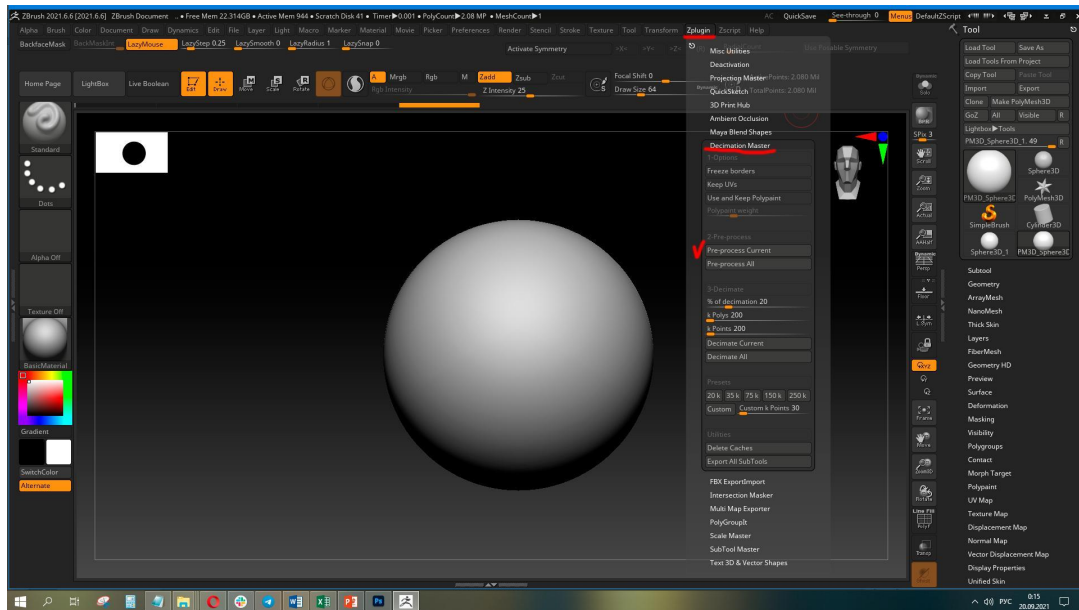 ZBrush 2021.6.6 [2021.6.6] ZBrush Document ... • Free Mem 22.314GB • Active Mem 944 • Scratch Disk 41 • Timer▶0.001 • PolyCount▶2.08 MP • MeshCount▶1 AC QuickSave See-through 0 Menus DefaultZScript
Alpha Brush Color Document Draw Dynamics Edit File Layer Light Macro Marker Material Movie Picker Preferences Render Stencil Stroke Texture Tool Transform Zplugin Zscript Help
BackfaceMask BackMaskInt LazyMouse LazyStep 0.25 LazySmooth 0 LazyRadius 1 LazySnap 0
Activate Symmetry >X< >Y< >Z<
Home Page LightBox Live Boolean Edit Draw Move Scale Rotate
A Mrgb Rgb M Zadd Zsub Zcut Focal Shift 0
Rgb Intensity Z Intensity 25 Draw Size 64 Dynamic
2.080 Mil
TotalPoints: 2.080 Mil
Standard
Dots
Alpha Off
Texture Off
BasicMaterial
Gradient
SwitchColor
Alternate
Misc Utilities
Deactivation
Projection Master
QuickSketch
3D Print Hub
Ambient Occlusion
Maya Blend Shapes
Decimation Master
1-Options
Freeze borders
Keep UVs
Use and Keep Polypaint
Polypaint weight
2-Pre-process
Pre-process Current
Pre-process All
3-Decimate
% of decimation 20
k Polys 200
k Points 200
Decimate Current
Decimate All
Presets
20 k 35 k 75 k 150 k 250 k
Custom Custom k Points 30
Utilities
Delete Caches
Export All SubTools
FBX ExportImport
Intersection Masker
Multi Map Exporter
PolyGroupIt
Scale Master
SubTool Master
Text 3D & Vector Shapes
Dynamic
Solo
BPR
SPix 3
Scroll
Zoom
Actual
AAHalf
Dynamic
Persp
Floor
L.Sym
Xyz
Frame
Move
Zoom3D
Rotate
Line Fill
PolyF
Transp
Tool
Load Tool Save As
Load Tools From Project
Copy Tool Paste Tool
Import Export
Clone Make PolyMesh3D
GoZ All Visible R
Lightbox▶Tools
PM3D_Sphere3D_1. 49 R
Sphere3D
PM3D_Sphere3D PolyMesh3D
SimpleBrush Cylinder3D
Sphere3D_1 PM3D_Sphere3D
Subtool
Geometry
ArrayMesh
NanoMesh
Thick Skin
Layers
FiberMesh
Geometry HD
Preview
Surface
Deformation
Masking
Visibility
Polygroups
Contact
Morph Target
Polypaint
UV Map
Texture Map
Displacement Map
Normal Map
Vector Displacement Map
Display Properties
Unified Skin
РУС 0:15
20.09.2021